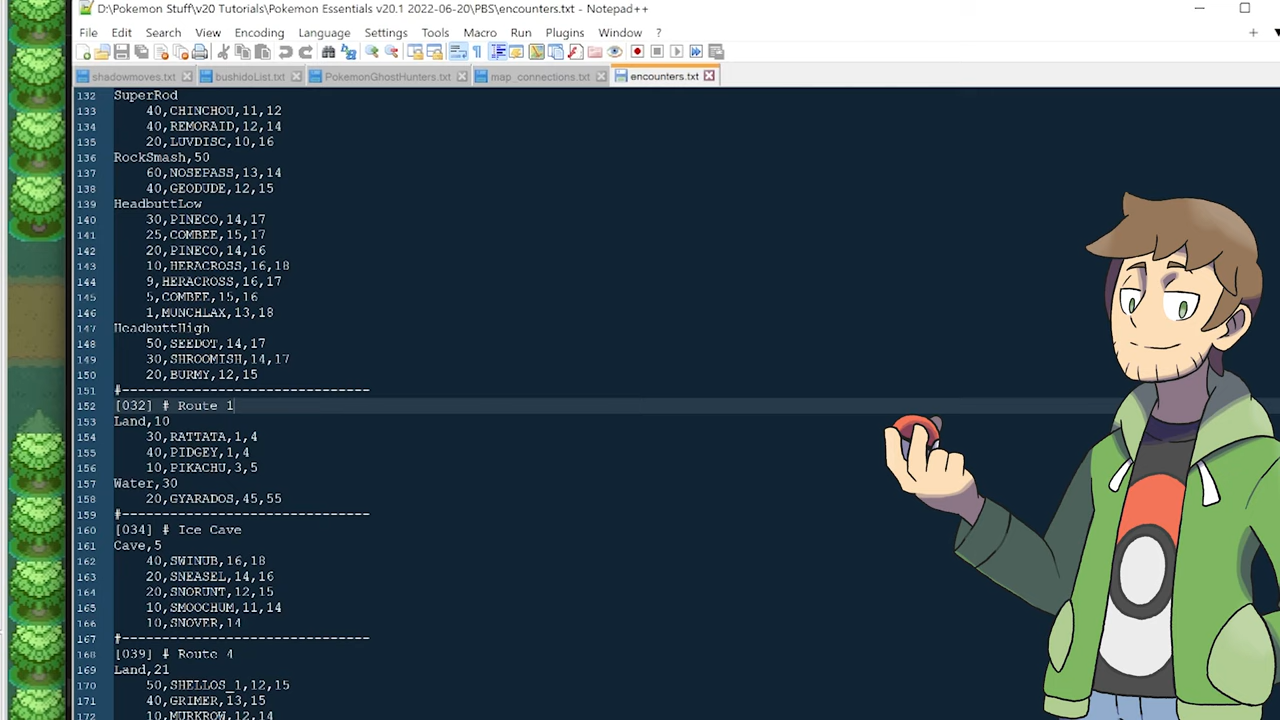 D:\Pokemon Stuff\v20 Tutorials\Pokemon Essentials v20.1 2022-06-20\PBS\encounters.txt - Notepad++
File Edit Search View Encoding Language Settings Tools Macro Run Plugins Window ?
shadowmoves.txt bushidoList.txt PokemonGhostHunters.txt map_connections.txt encounters.txt
132 SuperRod
133 40,CHINCHOU,11,12
134 40,REMORAID,12,14
135 20,LUVDISC,10,16
136 RockSmash,50
137 60,NOSEPASS,13,14
138 40,GEODUDE,12,15
139 HeadbuttLow
140 30,PINECO,14,17
141 25,COMBEE,15,17
142 20,PINECO,14,16
143 10,HERACROSS,16,18
144 9,HERACROSS,16,17
145 5,COMBEE,15,16
146 1,MUNCHLAX,13,18
147 HeadbuttHigh
148 50,SEEDOT,14,17
149 30,SHROOMISH,14,17
150 20,BURMY,12,15
151 #-------------------------------
152 [032] # Route 1
153 Land,10
154 30,RATTATA,1,4
155 40,PIDGEY,1,4
156 10,PIKACHU,3,5
157 Water,30
158 20,GYARADOS,45,55
159 #-------------------------------
160 [034] # Ice Cave
161 Cave,5
162 40,SWINUB,16,18
163 20,SNEASEL,14,16
164 20,SNORUNT,12,15
165 10,SMOOCHUM,11,14
166 10,SNOVER,14
167 #-------------------------------
168 [039] # Route 4
169 Land,21
170 50,SHELLOS_1,12,15
171 40,GRIMER,13,15
172 10,MURKROW,12,14